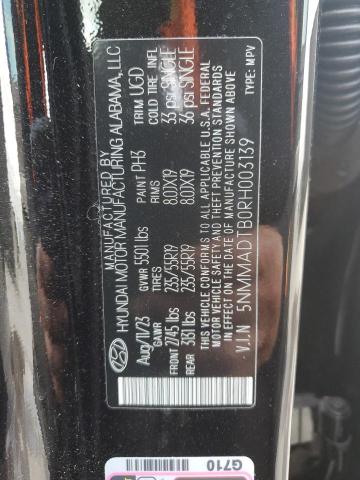 MANUFACTURED BY
HYUNDAI MOTOR MANUFACTURING ALABAMA, LLC
Aug/11/23 GVWR 5501 lbs PAINT PH3 TRIM UGD
GAWR TIRES RIMS COLD TIRE INFL
FRONT 2745 lbs 235/55R19 8.0JX19 33 psi SINGLE
REAR 3131 lbs 235/55R19 8.0JX19 36 psi SINGLE
THIS VEHICLE CONFORMS TO ALL APPLICABLE U.S.A. FEDERAL
MOTOR VEHICLE SAFETY AND THEFT PREVENTION
STANDARDS IN EFFECT ON THE DATE OF MANUFACTURE SHOWN ABOVE
V.I.N 5NMMADTB0RH003139 TYPE: MPV
G710